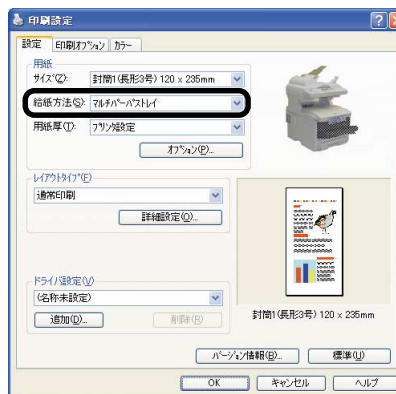 印刷設定
設定 印刷オプション カラー
用紙
サイズ(Z): 封筒1(長形3号) 120 x 235mm
給紙方法(S): マルチパーパストレイ
用紙厚(T): プリンタ設定
オプション(P)...
レイアウトタイプ(E)
通常印刷
詳細設定(O)...
封筒1(長形3号) 120 x 235mm
ドライバ設定(V)
(名称未設定)
追加(D)... 削除(R)
バージョン情報(B)... 標準(U)
OK キャンセル ヘルプ